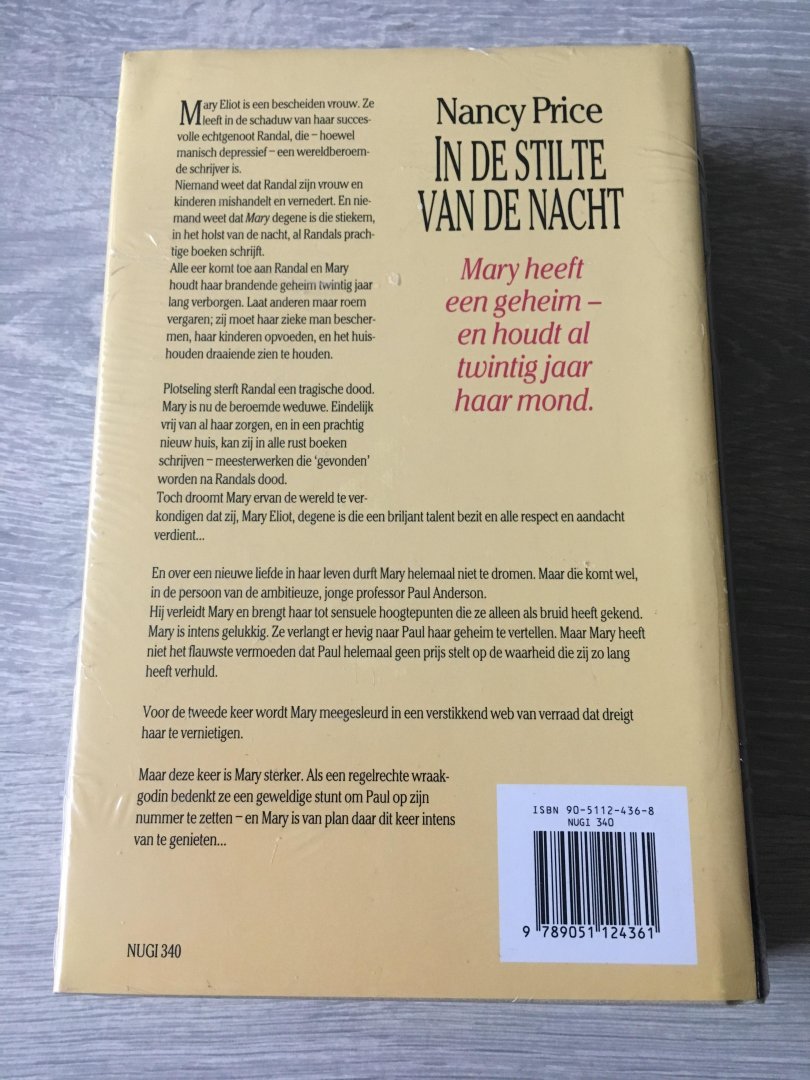 Mary Eliot is een bescheiden vrouw. Ze
leeft in de schaduw van haar succes-
volle echtgenoot Randal, die – hoewel
manisch depressief – een wereldberoem-
de schrijver is.
Niemand weet dat Randal zijn vrouw en
kinderen mishandelt en vernedert. En nie-
mand weet dat Mary degene is die stiekem,
in het holst van de nacht, al Randals prach-
tige boeken schrijft.
Alle eer komt toe aan Randal en Mary
houdt haar brandende geheim twintig jaar
lang verborgen. Laat anderen maar roem
vergaren; zij moet haar zieke man bescher-
men, haar kinderen opvoeden, en het huis-
houden draaiende zien te houden.
Plotseling sterft Randal een tragische dood.
Mary is nu de beroemde weduwe. Eindelijk
vrij van al haar zorgen, en in een prachtig
nieuw huis, kan zij in alle rust boeken
schrijven – meesterwerken die ‘gevonden’
worden na Randals dood.
Toch droomt Mary ervan de wereld te ver-
kondigen dat zij, Mary Eliot, degene is die een briljant talent bezit en alle respect en aandacht
verdient...
En over een nieuwe liefde in haar leven durft Mary helemaal niet te dromen. Maar die komt wel,
in de persoon van de ambitieuze, jonge professor Paul Anderson.
Hij verleidt Mary en brengt haar tot sensuele hoogtepunten die ze alleen als bruid heeft gekend.
Mary is intens gelukkig. Ze verlangt er hevig naar Paul haar geheim te vertellen. Maar Mary heeft
niet het flauwste vermoeden dat Paul helemaal geen prijs stelt op de waarheid die zij zo lang
heeft verhuld.
Voor de tweede keer wordt Mary meegesleurd in een verstikkend web van verraad dat dreigt
haar te vernietigen.
Maar deze keer is Mary sterker. Als een regelrechte wraak-
godin bedenkt ze een geweldige stunt om Paul op zijn
nummer te zetten – en Mary is van plan daar dit keer intens
van te genieten...
NUGI 340
Nancy Price
IN DE STILTE
VAN DE NACHT
Mary heeft
een geheim –
en houdt al
twintig jaar
haar mond.
ISBN 90-5112-436-8
NUGI 340
9 789051 124361